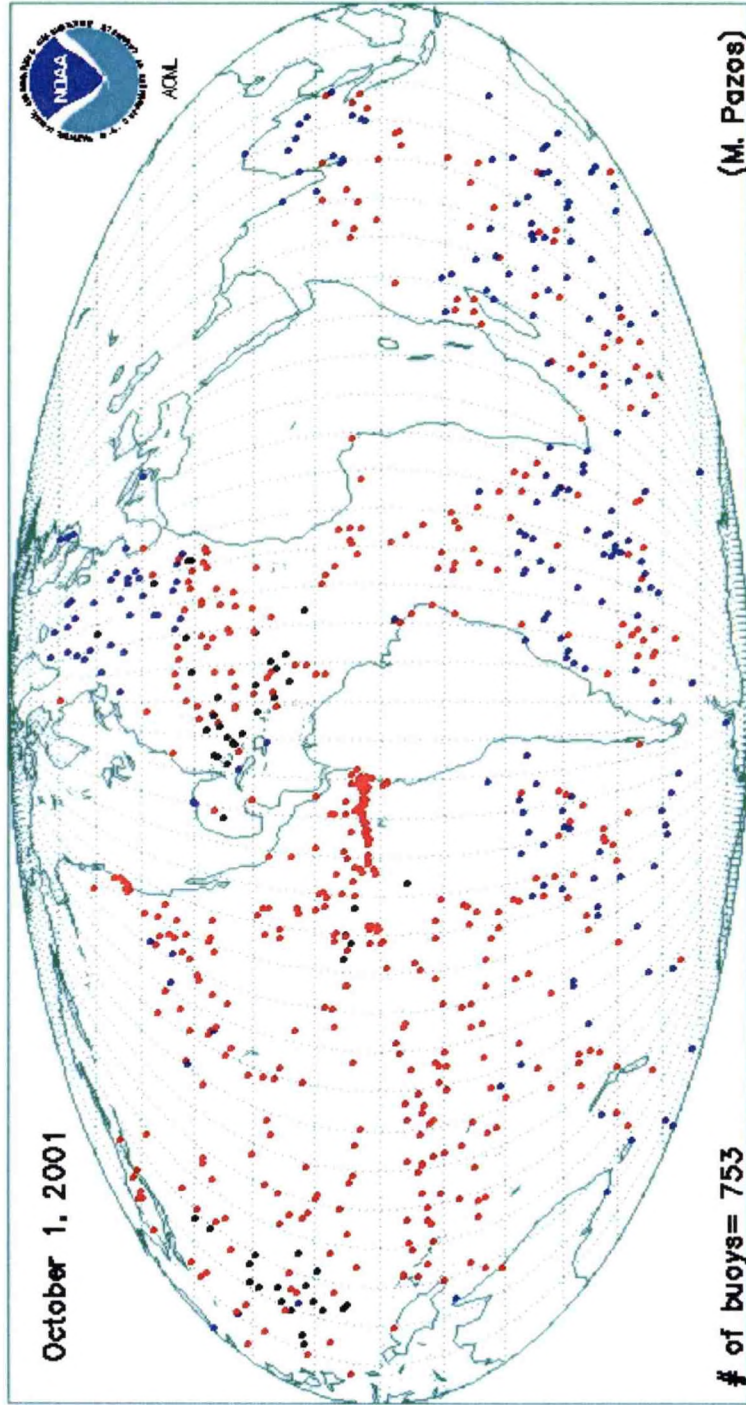 October 1, 2001
NOAA
AOML
# of buoys= 753
(M. Pazos)